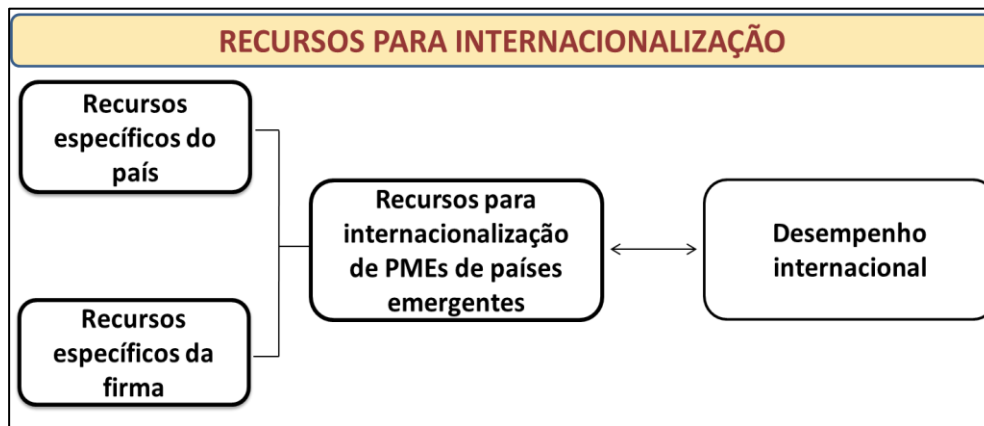 RECURSOS PARA INTERNACIONALIZAÇÃO
Recursos
específicos do
país
Recursos para
internacionalização
de PMEs de países
emergentes
Desempenho
internacional
Recursos
específicos da
firma